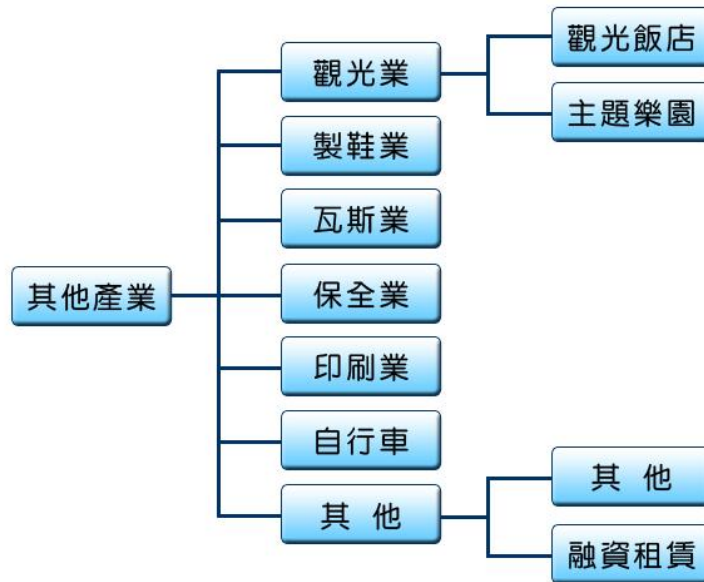 其他產業
觀光業
觀光飯店
主題樂園
製鞋業
瓦斯業
保全業
印刷業
自行車
其他
其他
融資租賃